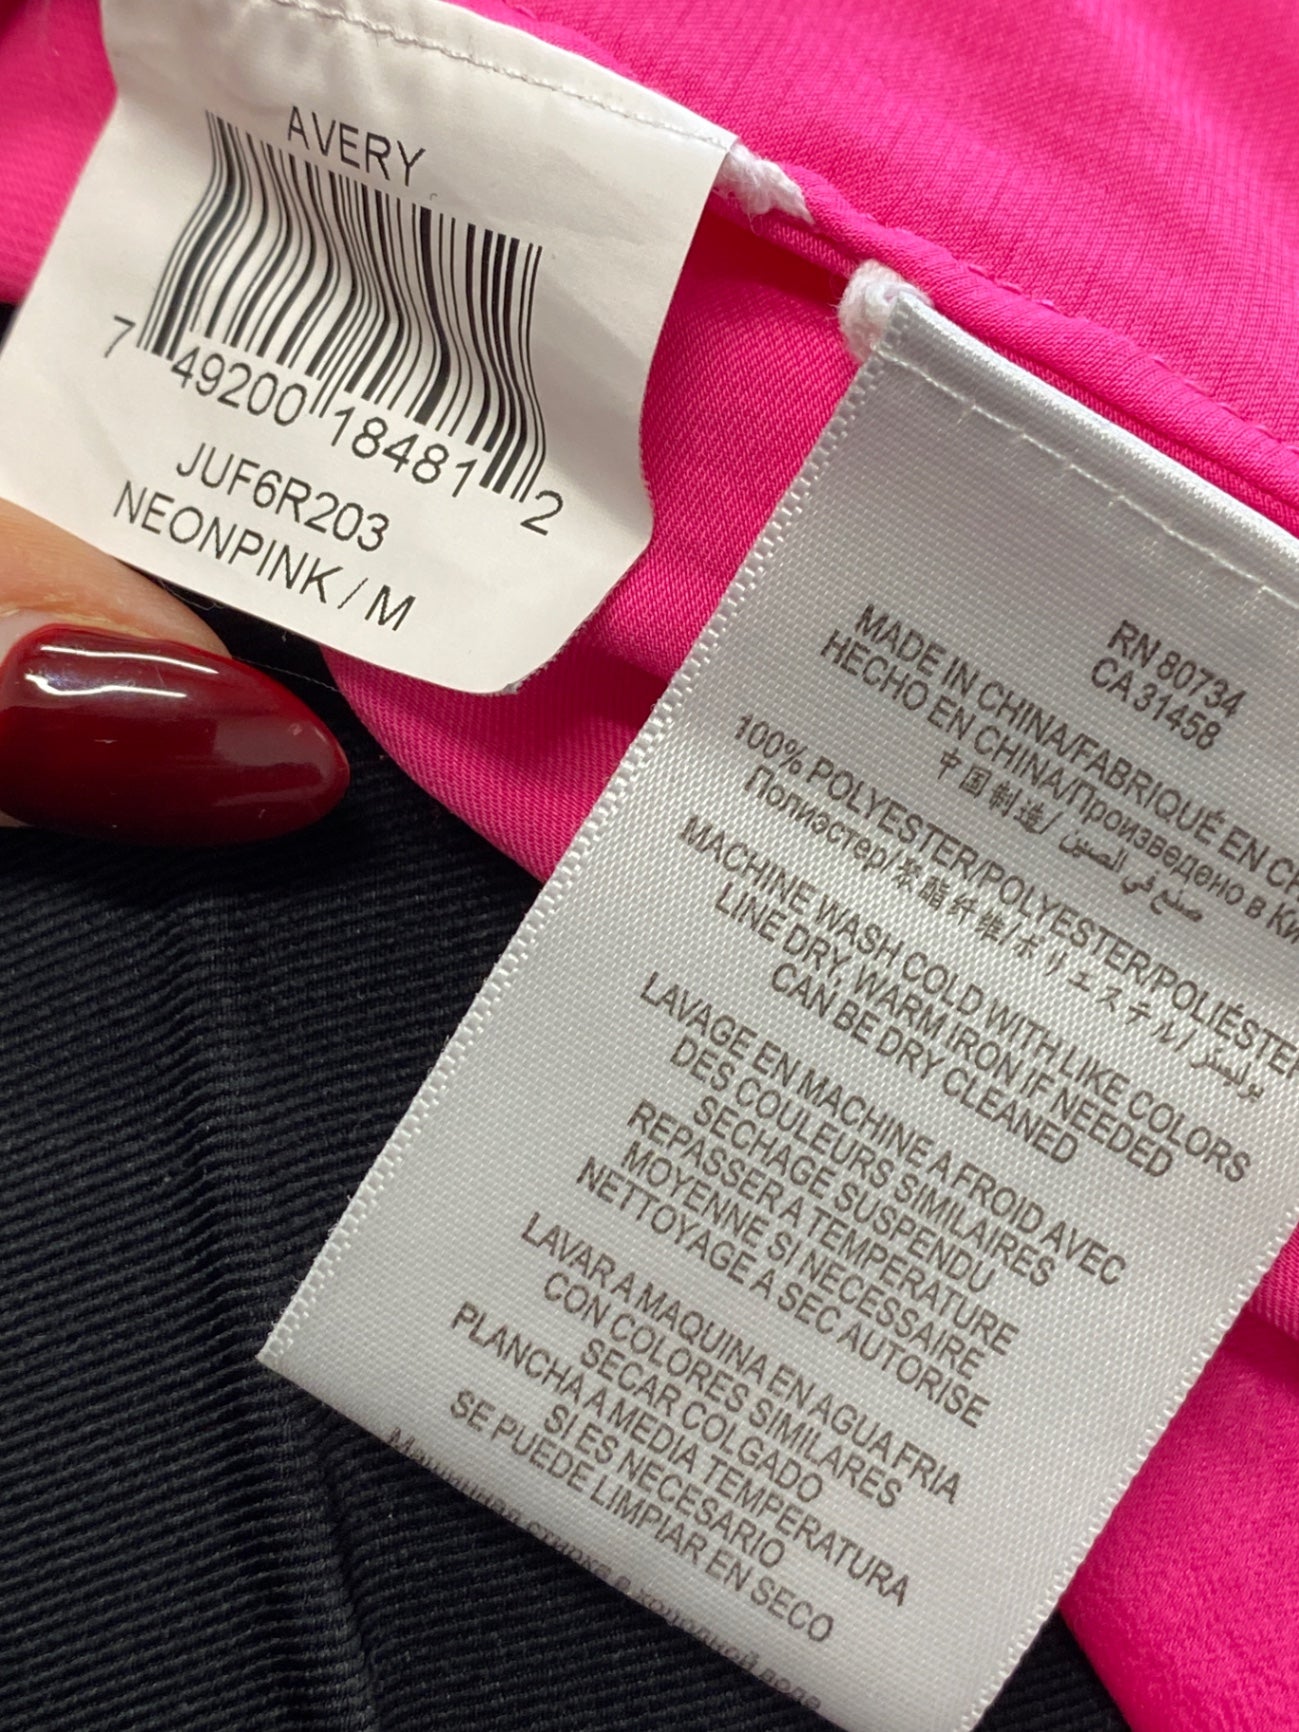 AVERY
7 49200 18481 2
JUF6R203
NEONPINK / M
RN 80734
CA 31458
MADE IN CHINA/FABRIQUÉ EN
HECHO EN CHINA/Произведено в
中国制造/ صنع في الصين
100% POLYESTER/POLYESTER/POLIÉSTER
Полиэстер/聚酯纤维/ポリエステル/ بوليستر
MACHINE WASH COLD WITH LIKE COLORS
LINE DRY, WARM IRON IF NEEDED
CAN BE DRY CLEANED
LAVAGE EN MACHINE A FROID AVEC
DES COULEURS SIMILAIRES
SECHAGE SUSPENDU
REPASSER A TEMPERATURE
MOYENNE SI NECESSAIRE
NETTOYAGE A SEC AUTORISE
LAVAR A MAQUINA EN AGUA FRIA
CON COLORES SIMILARES
SECAR COLGADO
PLANCHA A MEDIA TEMPERATURA
SI ES NECESARIO
SE PUEDE LIMPIAR EN SECO
Машинная стирка в холодной воде